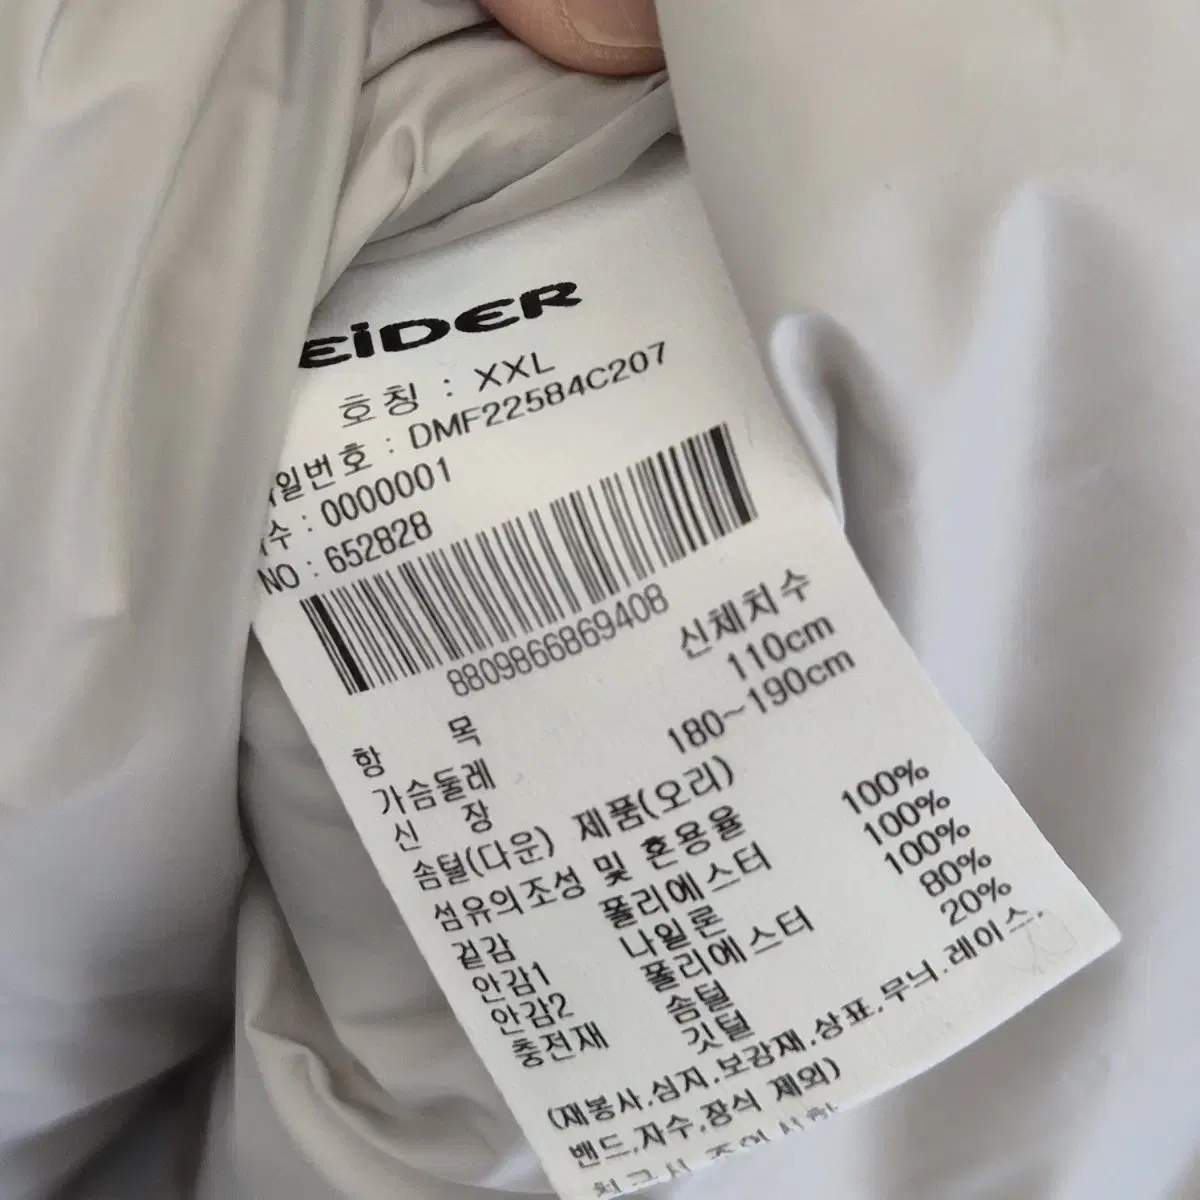 EiDER
호칭 : XXL
일번호 : DMF22584C207
수 : 0000001
NO : 652828
8809866869408
항 목 신체치수
가슴둘레 110cm
신 장 180~190cm
솜털(다운) 제품(오리)
섬유의조성 및 혼용율
겉감 폴리에스터 100%
안감1 나일론 100%
안감2 폴리에스터 100%
충전재 솜털 80%
깃털 20%
(재봉사.심지.보강재.상표.무늬.레이스.
밴드,자수,장식 제외)